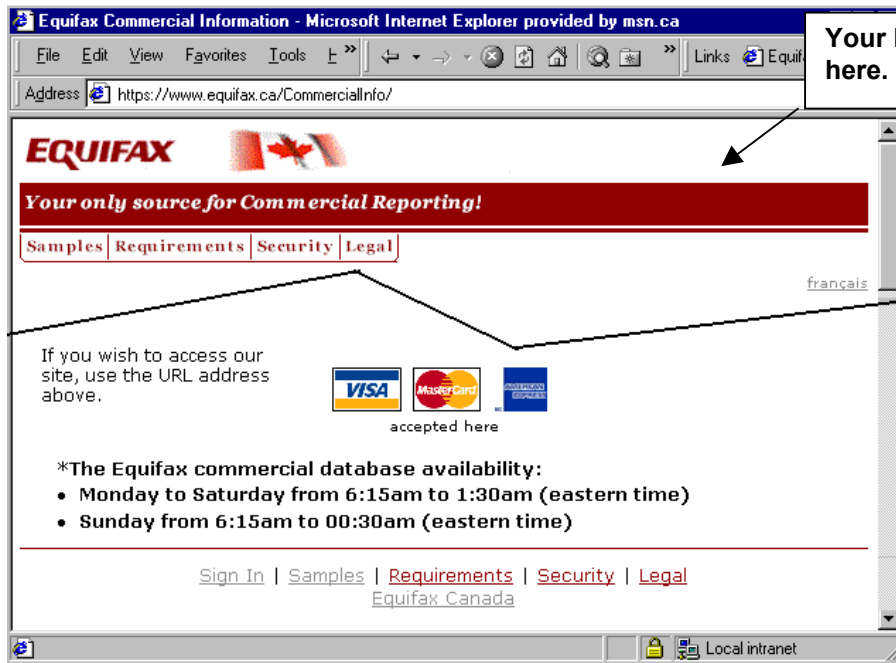 Equifax Commercial Information - Microsoft Internet Explorer provided by msn.ca
Your
here.
File Edit View Favorites Tools » » Links
Address https://www.equifax.ca/CommercialInfo/
EQUIFAX
Your only source for Commercial Reporting!
Samples Requirements Security Legal
français
If you wish to access our
site, use the URL address
above.
VISA MasterCard AMERICAN EXPRESS
accepted here
*The Equifax commercial database availability:
• Monday to Saturday from 6:15am to 1:30am (eastern time)
• Sunday from 6:15am to 00:30am (eastern time)
Sign In | Samples | Requirements | Security | Legal
Equifax Canada
Local intranet